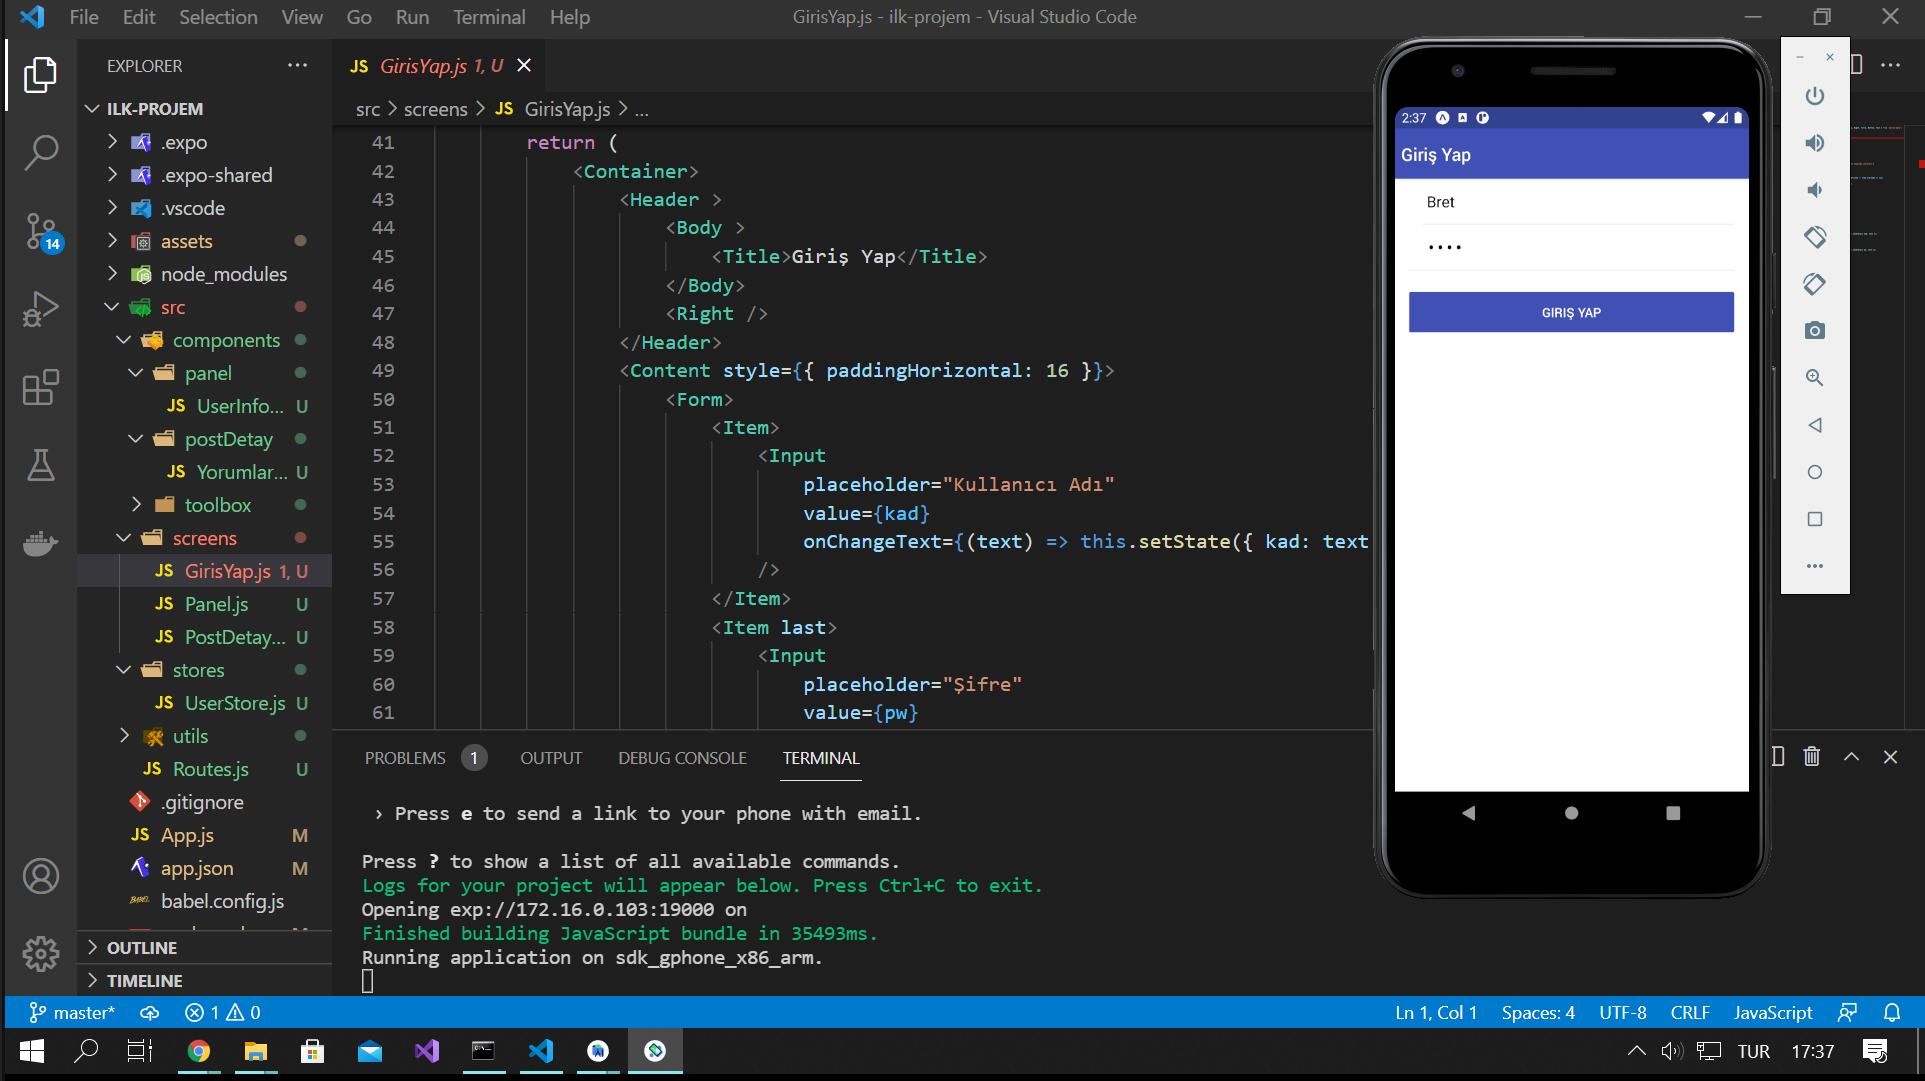 File Edit Selection View Go Run Terminal Help
GirisYap.js - ilk-projem - Visual Studio Code
EXPLORER
ILK-PROJEM
.expo
.expo-shared
.vscode
assets
node_modules
src
components
panel
JS UserInfo... U
postDetay
JS Yorumlar... U
toolbox
screens
JS GirisYap.js 1, U
JS Panel.js U
JS PostDetay... U
stores
JS UserStore.js U
utils
JS Routes.js U
.gitignore
JS App.js M
app.json M
BABEL babel.config.js
OUTLINE
TIMELINE
14
JS GirisYap.js 1, U
src > screens > JS GirisYap.js > ...
41 return (
42 <Container>
43 <Header >
44 <Body >
45 <Title>Giriş Yap</Title>
46 </Body>
47 <Right />
48 </Header>
49 <Content style={{ paddingHorizontal: 16 }}>
50 <Form>
51 <Item>
52 <Input
53 placeholder="Kullanıcı Adı"
54 value={kad}
55 onChangeText={(text) => this.setState({ kad: text
56 />
57 </Item>
58 <Item last>
59 <Input
60 placeholder="Şifre"
61 value={pw}
PROBLEMS 1 OUTPUT DEBUG CONSOLE TERMINAL
› Press e to send a link to your phone with email.
Press ? to show a list of all available commands.
Logs for your project will appear below. Press Ctrl+C to exit.
Opening exp://172.16.0.103:19000 on
Finished building JavaScript bundle in 35493ms.
Running application on sdk_gphone_x86_arm.
2:37
Giriş Yap
Bret
••••
GIRIŞ YAP
master* 1 0
Ln 1, Col 1 Spaces: 4 UTF-8 CRLF JavaScript
TUR 17:37